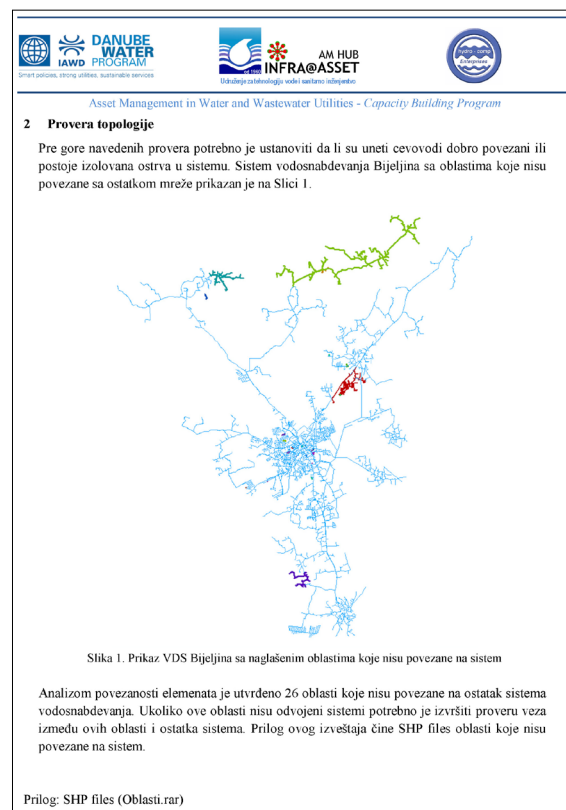 IAWD
DANUBE
WATER
PROGRAM
Smart policies, strong utilities, sustainable services
AM HUB
INFRA@ASSET
Udruženje za tehnologiju vode i sanitarno inženjerstvo
hydro - comp
Enterprises
Asset Management in Water and Wastewater Utilities - Capacity Building Program
2 Provera topologije
Pre gore navedenih provera potrebno je ustanoviti da li su uneti cevovodi dobro povezani ili
postoje izolovana ostrva u sistemu. Sistem vodosnabdevanja Bijeljina sa oblastima koje nisu
povezane sa ostatkom mreže prikazan je na Slici 1.
Slika 1. Prikaz VDS Bijeljina sa naglašenim oblastima koje nisu povezane na sistem
Analizom povezanosti elemenata je utvrđeno 26 oblasti koje nisu povezane na ostatak sistema
vodosnabdevanja. Ukoliko ove oblasti nisu odvojeni sistemi potrebno je izvršiti proveru veza
između ovih oblasti i ostatka sistema. Prilog ovog izveštaja čine SHP files oblasti koje nisu
povezane na sistem.
Prilog: SHP files (Oblasti.rar)